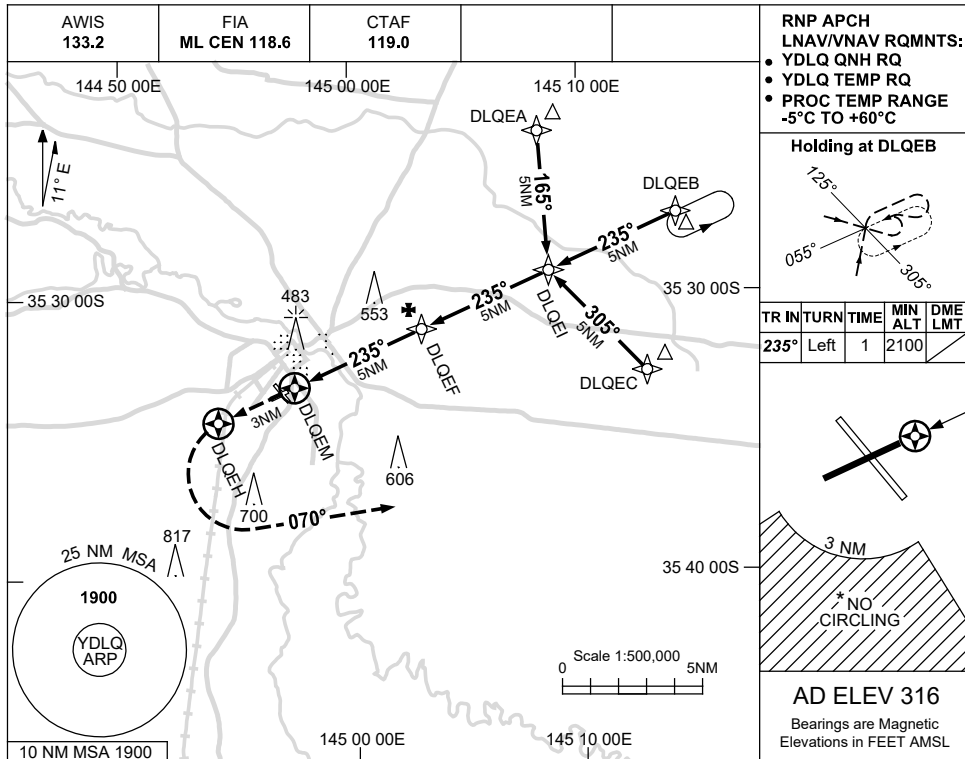 AWIS
133.2
FIA
ML CEN 118.6
CTAF
119.0
RNP APCH
LNAV/VNAV RQMNTS:
• YDLQ QNH RQ
• YDLQ TEMP RQ
• PROC TEMP RANGE
-5°C TO +60°C
144 50 00E
145 00 00E
145 10 00E
11° E
DLQEA
165°
5NM
DLQEB
235°
5NM
DLQEI
235°
5NM
305°
5NM
DLQEC
DLQEF
235°
5NM
DLQEM
3NM
DLQEH
070°
35 30 00S
35 30 00S
483
553
606
700
817
35 40 00S
25 NM MSA
1900
YDLQ
ARP
10 NM MSA 1900
Scale 1:500,000
0 5NM
145 00 00E
145 10 00E
Holding at DLQEB
125°
055°
305°
TR IN TURN TIME MIN ALT DME LMT
235° Left 1 2100
3 NM
* NO
CIRCLING
AD ELEV 316
Bearings are Magnetic
Elevations in FEET AMSL